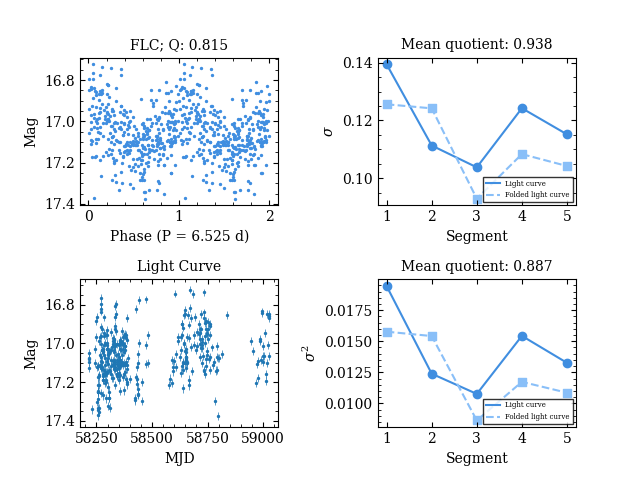 FLC; Q: 0.815
16.8
17.0
17.2
17.4
Mag
0
1
2
Phase (P = 6.525 d)
Mean quotient: 0.938
0.14
0.12
0.10
σ
1
2
3
4
5
Segment
Light curve
Folded light curve
Light Curve
16.8
17.0
17.2
17.4
Mag
58250
58500
58750
59000
MJD
Mean quotient: 0.887
0.0175
0.0150
0.0125
0.0100
σ²
1
2
3
4
5
Segment
Light curve
Folded light curve